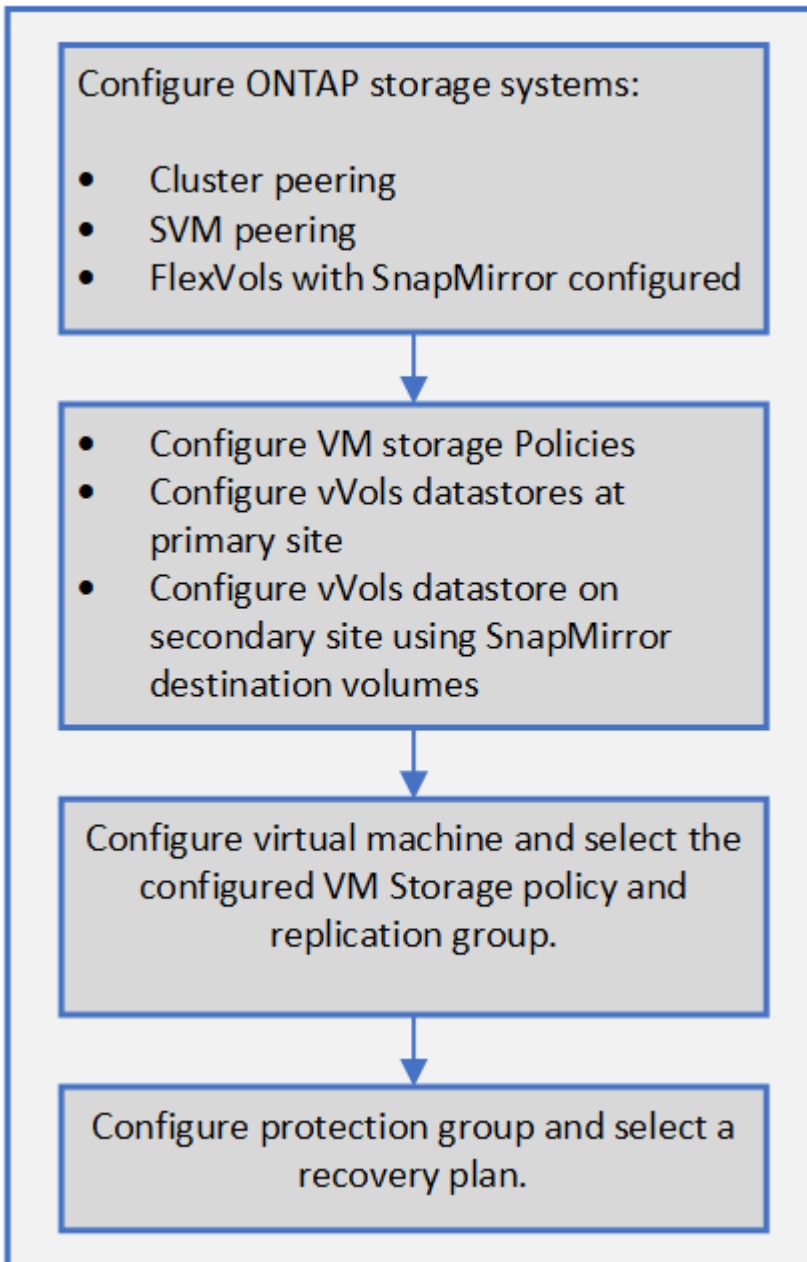 Configure ONTAP storage systems:
• Cluster peering
• SVM peering
• FlexVols with SnapMirror configured
• Configure VM storage Policies
• Configure vVols datastores at
primary site
• Configure vVols datastore on
secondary site using SnapMirror
destination volumes
Configure virtual machine and select the
configured VM Storage policy and
replication group.
Configure protection group and select a
recovery plan.